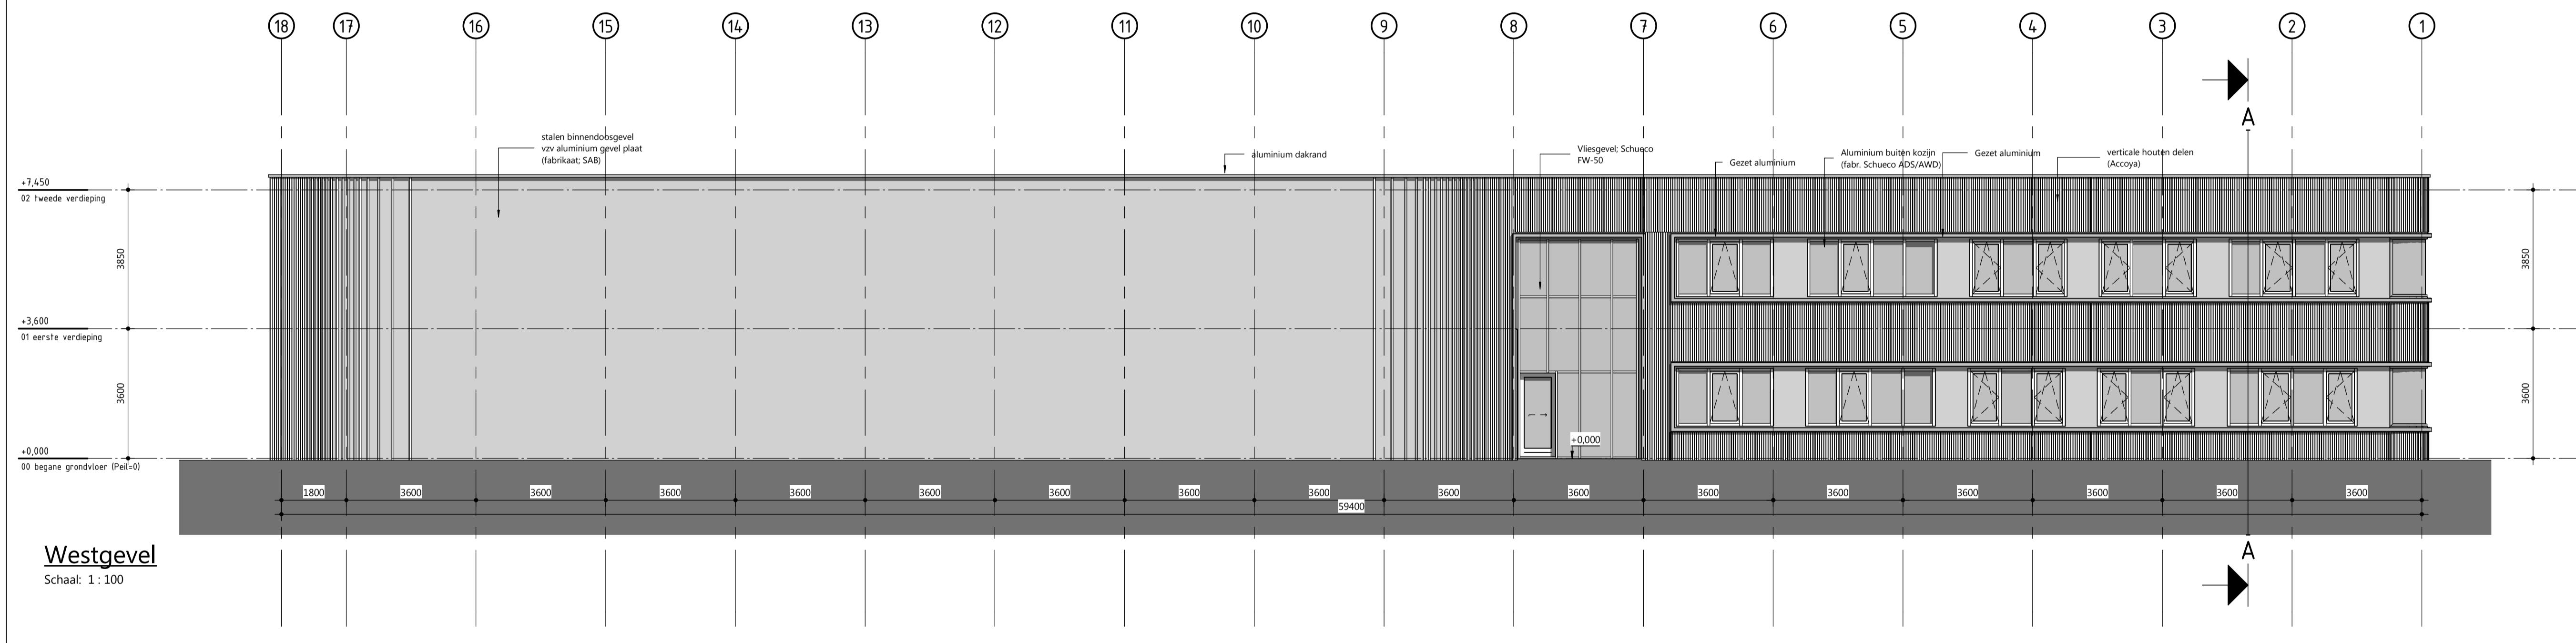 18 17 16 15 14 13 12 11 10 9 8 7 6 5 4 3 2 1
A
stalen binnendoosgevel
vzv aluminium gevel plaat
(fabrikaat; SAB)
aluminium dakrand
Vliesgevel; Schueco
FW-50
Gezet aluminium
Aluminium buiten kozijn
(fabr. Schueco ADS/AWD)
Gezet aluminium
verticale houten delen
(Accoya)
+7,450
02 tweede verdieping
3850
3850
+3,600
01 eerste verdieping
3600
3600
+0,000
+0,000
00 begane grondvloer (Peil=0)
1800 3600 3600 3600 3600 3600 3600 3600 3600 3600 3600 3600 3600 3600 3600 3600 3600
59400
A
Westgevel
Schaal: 1 : 100